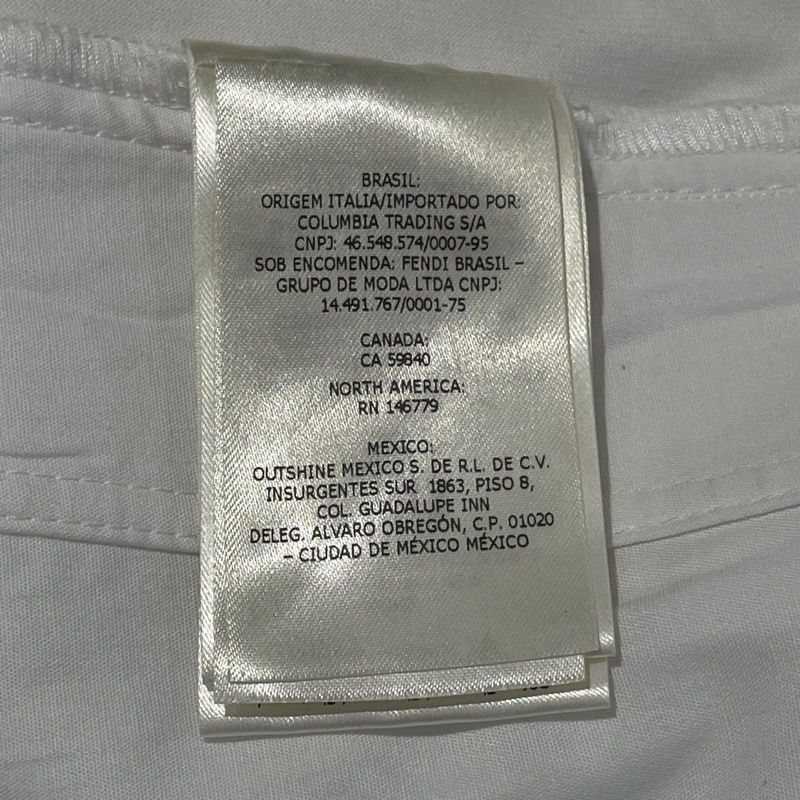 BRASIL:
ORIGEM ITALIA/IMPORTADO POR:
COLUMBIA TRADING S/A
CNPJ: 46.548.574/0007-95
SOB ENCOMENDA: FENDI BRASIL –
GRUPO DE MODA LTDA CNPJ:
14.491.767/0001-75
CANADA:
CA 59840
NORTH AMERICA:
RN 146779
MEXICO:
OUTSHINE MEXICO S. DE R.L. DE C.V.
INSURGENTES SUR 1863, PISO 8,
COL. GUADALUPE INN
DELEG. ALVARO OBREGÓN, C.P. 01020
– CIUDAD DE MÉXICO MÉXICO